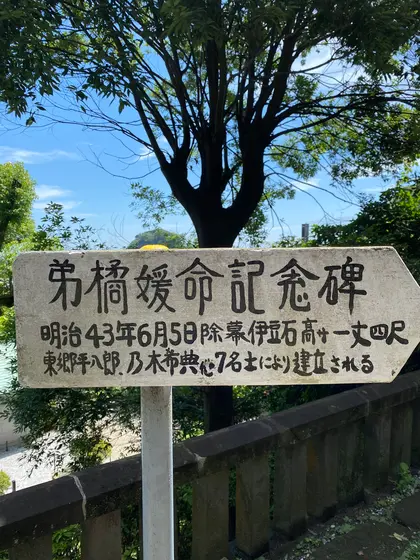 弟橘媛命記念碑
明治43年6月5日除幕伊豆石高サ一丈四尺
東郷平八郎、乃木希典他7名士により建立される